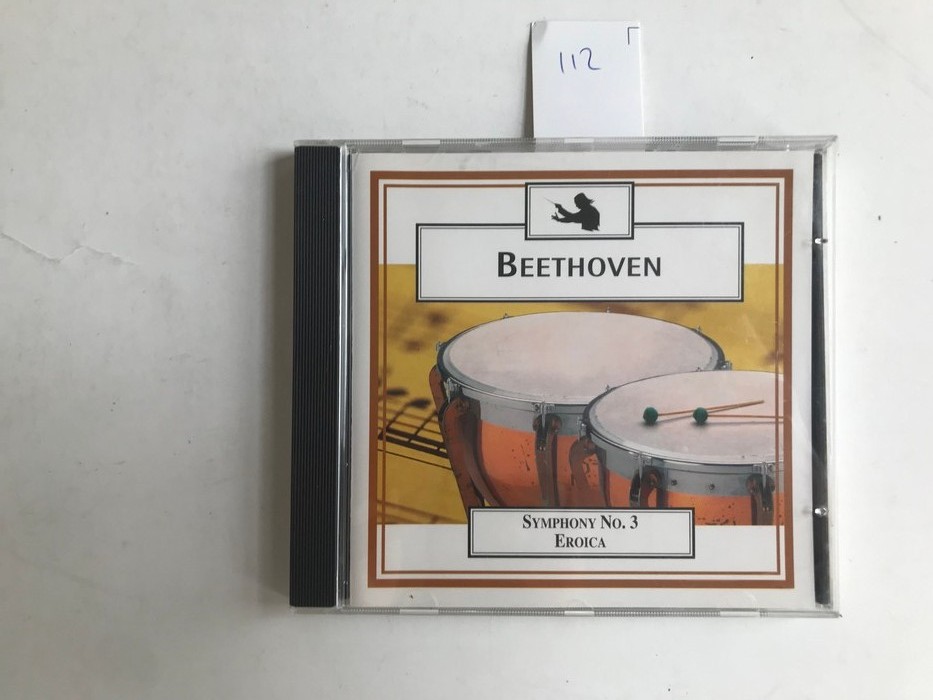 112
BEETHOVEN
SYMPHONY NO. 3
EROICA